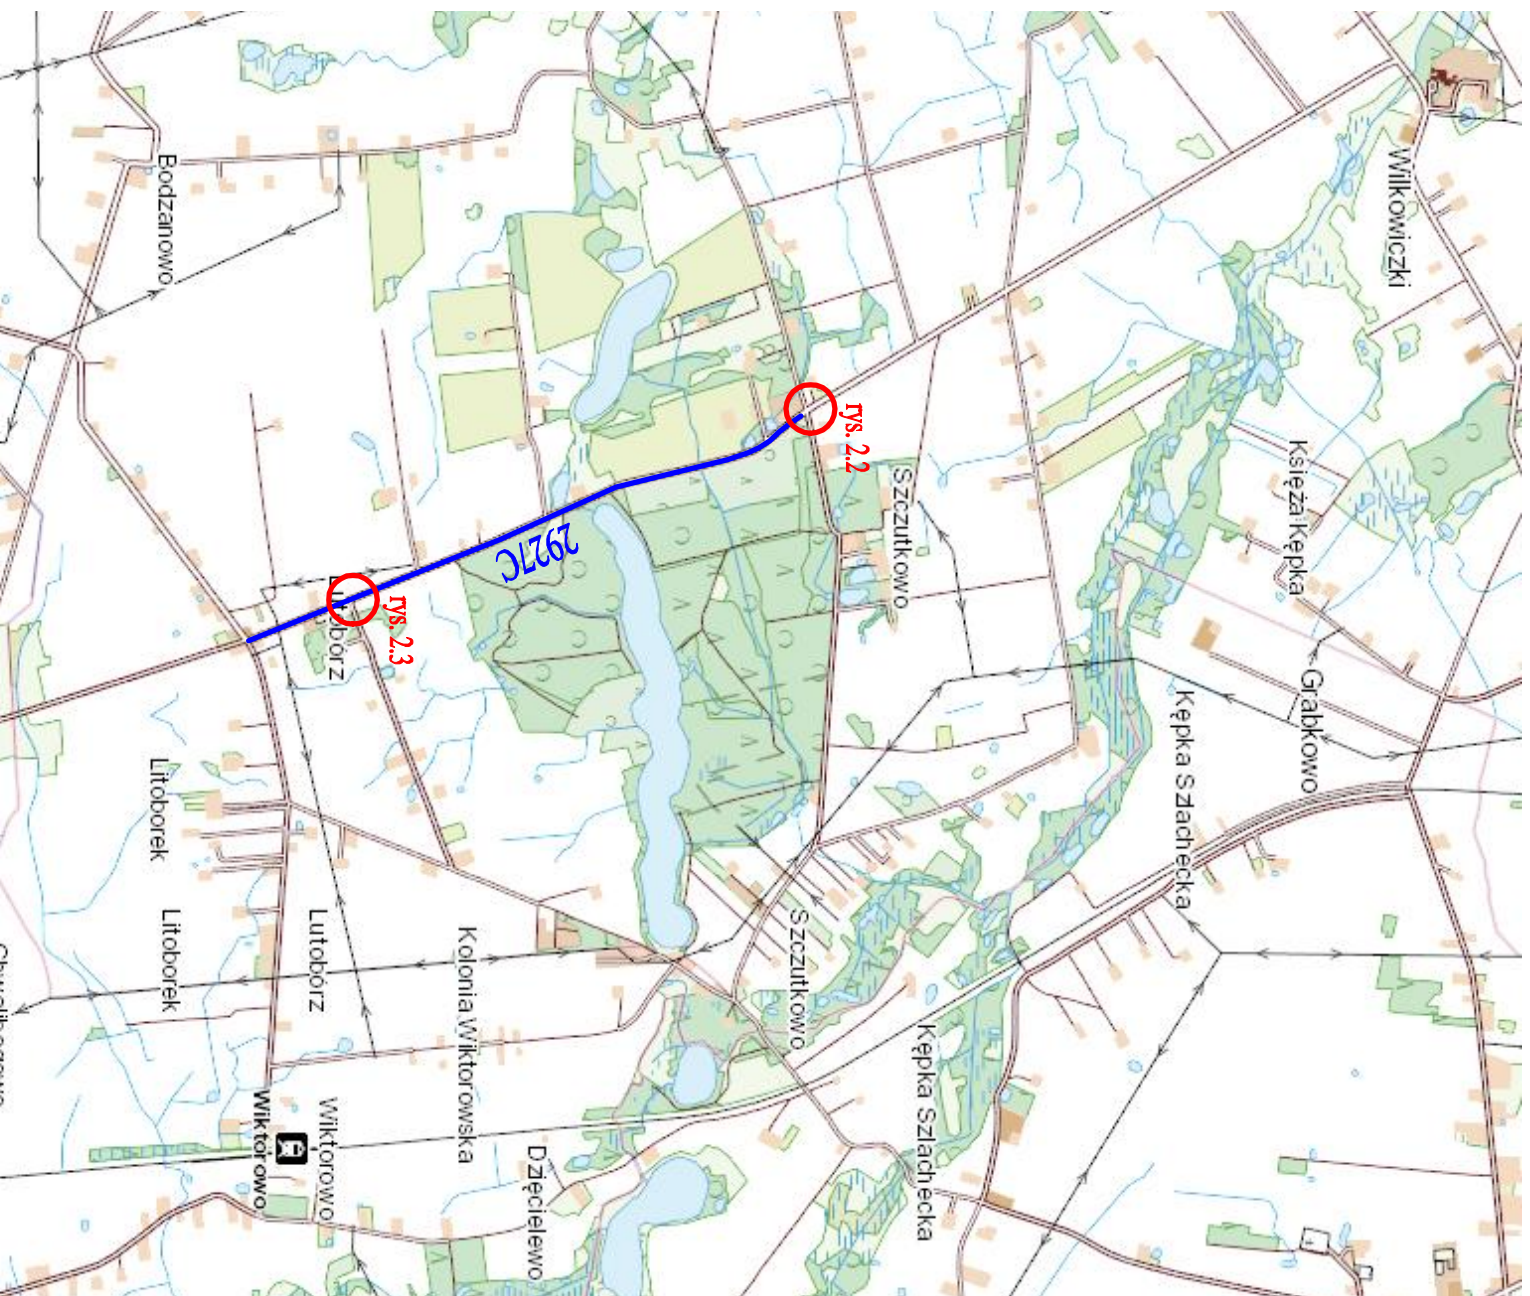 Wilkowiczki
Bodzanowo
rys. 2.2
Księża Kępka
Szczutkowo
2927C
rys. 2.3
Lutobórz
Grabkowo
Kępka Szlachecka
Litoborek
Litoborek
Lutobórz
Kolonia Wiktorowska
Szczutkowo
Kępka Szlachecka
Wiktorowo
Wiktorowo
Dzięcielewo